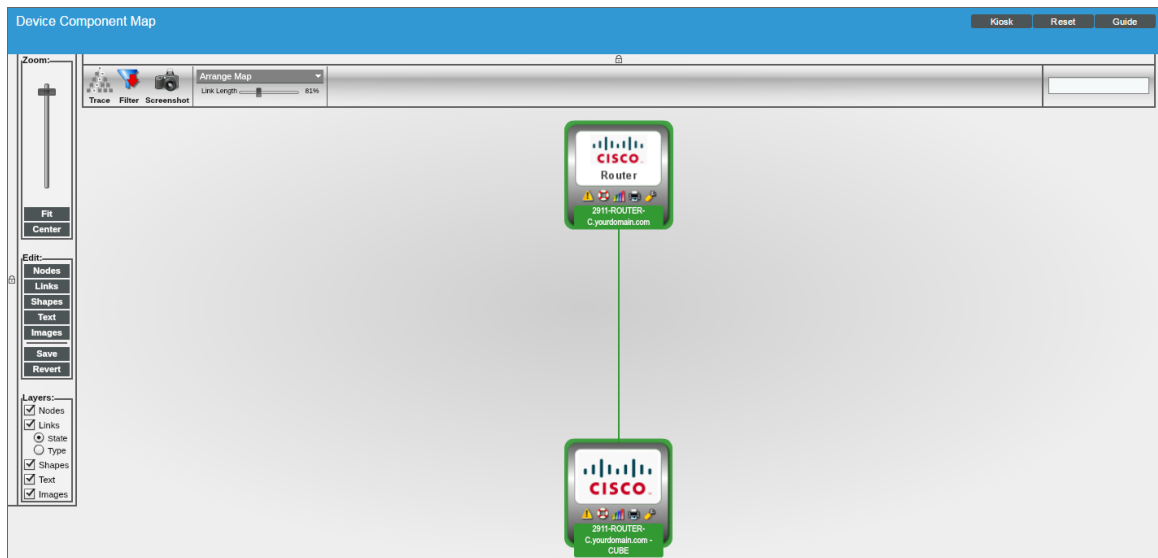 Device Component Map
Kiosk
Reset
Guide
Zoom:
Fit
Center
Edit:
Nodes
Links
Shapes
Text
Images
Save
Revert
Layers:
Nodes
Links
State
Type
Shapes
Text
Images
Trace
Filter
Screenshot
Arrange Map
Link Length
81%
CISCO
Router
2911-ROUTER-
C.yourdomain.com
CISCO
2911-ROUTER-
C.yourdomain.com -
CUBE